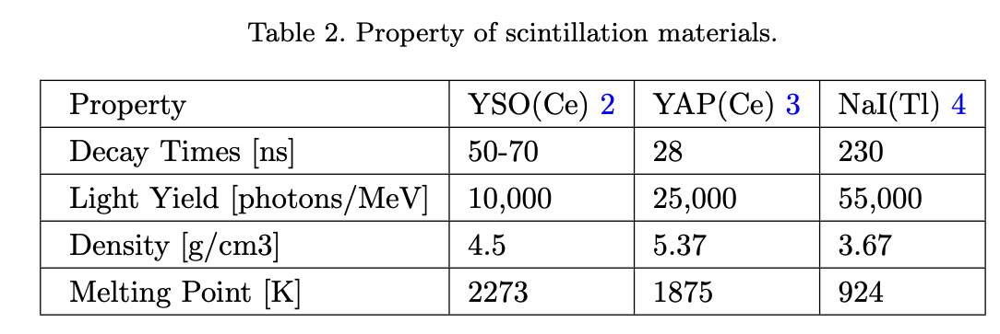 Table 2. Property of scintillation materials.
Property YSO(Ce) 2 YAP(Ce) 3 NaI(Tl) 4
Decay Times [ns] 50-70 28 230
Light Yield [photons/MeV] 10,000 25,000 55,000
Density [g/cm3] 4.5 5.37 3.67
Melting Point [K] 2273 1875 924